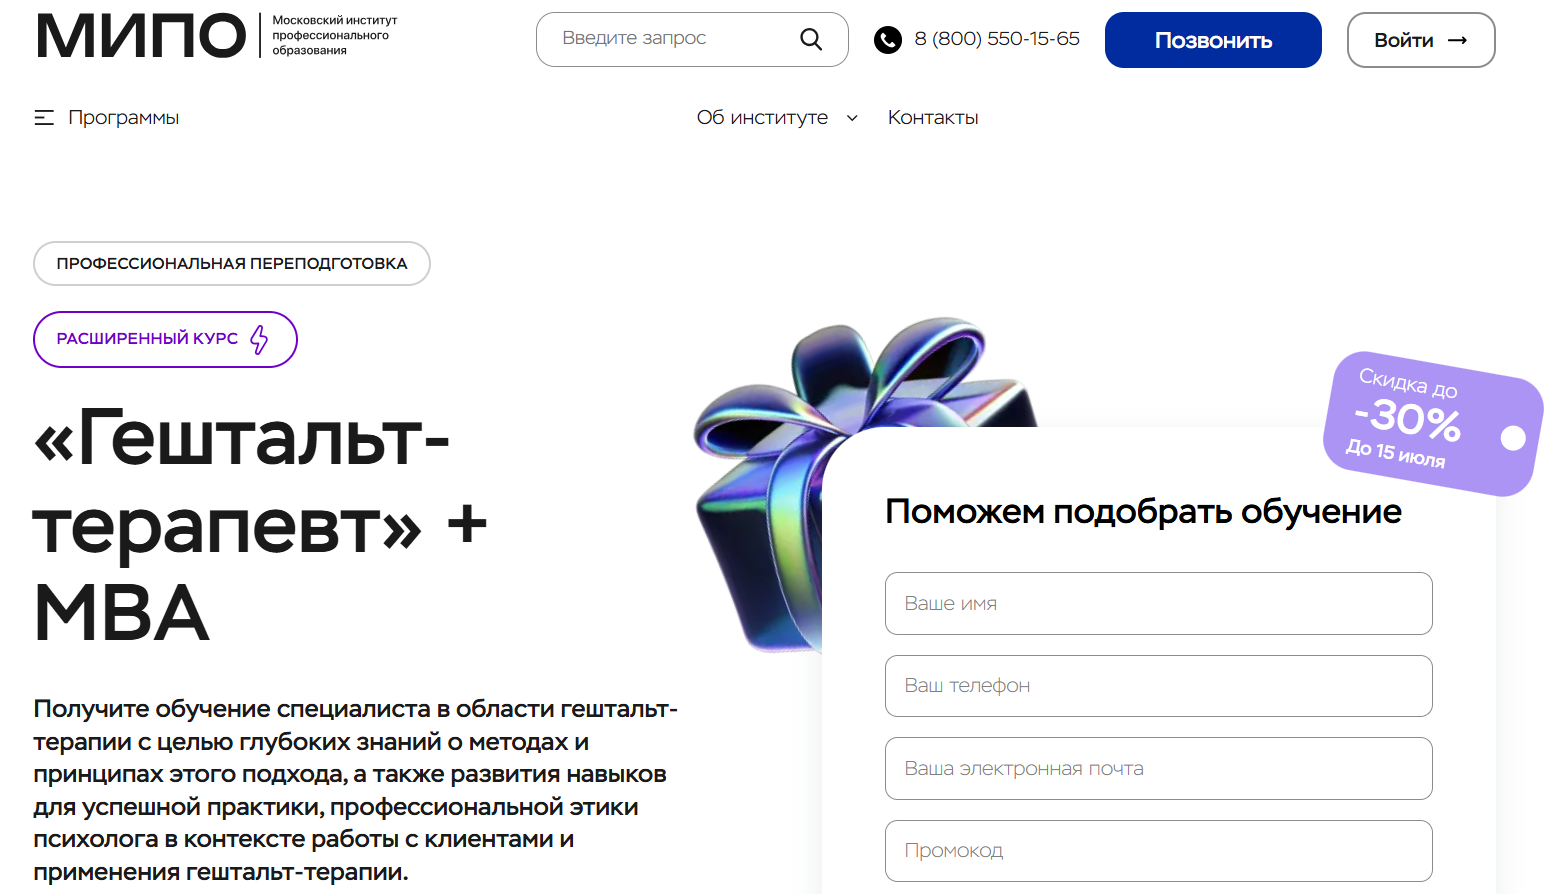 МИПО
Московский институт
профессионального
образования
Введите запрос
8 (800) 550-15-65
Позвонить
Войти →
Программы
Об институте
Контакты
ПРОФЕССИОНАЛЬНАЯ ПЕРЕПОДГОТОВКА
РАСШИРЕННЫЙ КУРС
«Гештальт-
терапевт» +
МВА
Получите обучение специалиста в области гештальт-
терапии с целью глубоких знаний о методах и
принципах этого подхода, а также развития навыков
для успешной практики, профессиональной этики
психолога в контексте работы с клиентами и
применения гештальт-терапии.
Скидка до
-30%
До 15 июля
Поможем подобрать обучение
Ваше имя
Ваш телефон
Ваша электронная почта
Промокод